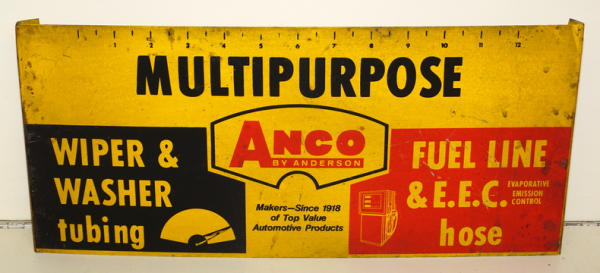 1 2 3 4 5 6 7 8 9 10 11 12
MULTIPURPOSE
ANCO
BY ANDERSON
WIPER &
WASHER
tubing
Makers—Since 1918
of Top Value
Automotive Products
FUEL LINE
& E.E.C. EVAPORATIVE
EMISSION
CONTROL
hose